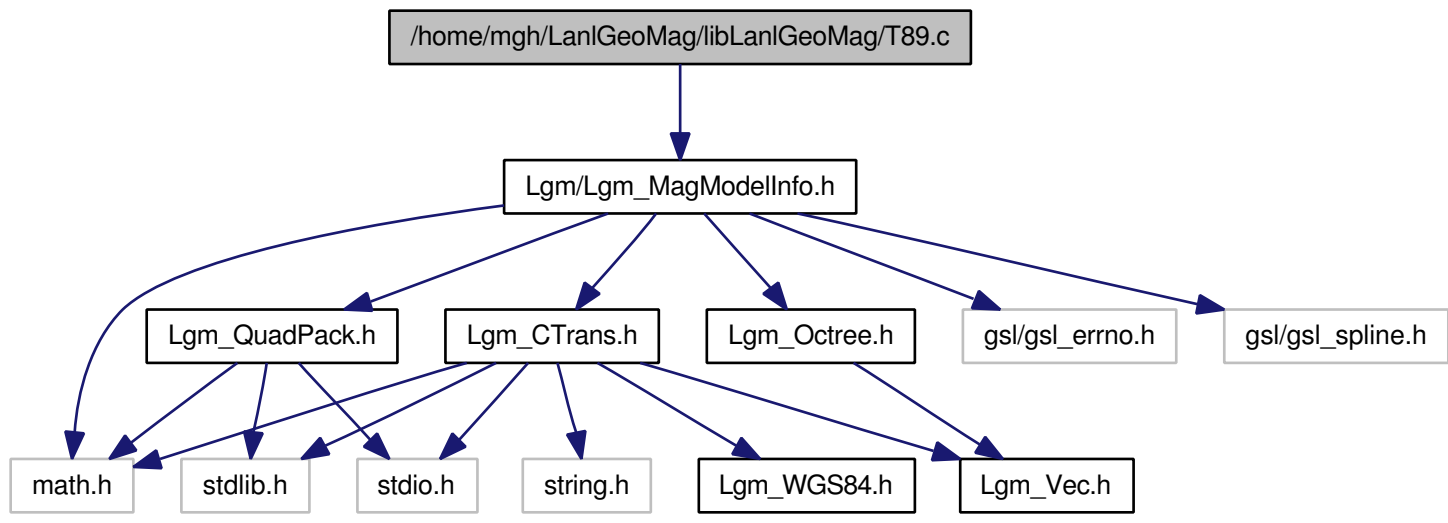 /home/mgh/LanlGeoMag/libLanlGeoMag/T89.c
Lgm/Lgm_MagModelInfo.h
Lgm_QuadPack.h
Lgm_CTrans.h
Lgm_Octree.h
gsl/gsl_errno.h
gsl/gsl_spline.h
math.h
stdlib.h
stdio.h
string.h
Lgm_WGS84.h
Lgm_Vec.h